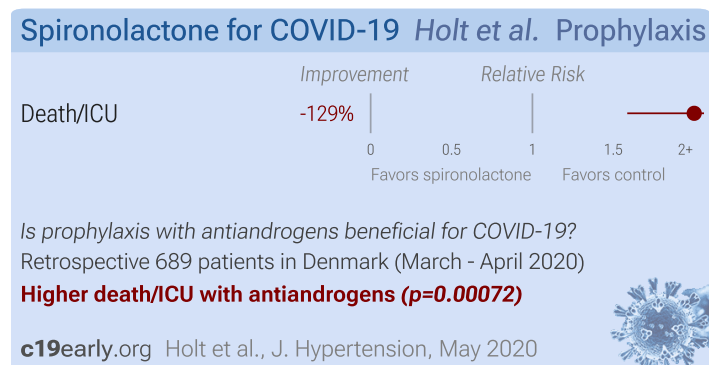 Spironolactone for COVID-19 Holt et al. Prophylaxis
Improvement Relative Risk
Death/ICU -129%
0 0.5 1 1.5 2+
Favors spironolactone Favors control
Is prophylaxis with antiandrogens beneficial for COVID-19?
Retrospective 689 patients in Denmark (March - April 2020)
Higher death/ICU with antiandrogens (p=0.00072)
c19early.org Holt et al., J. Hypertension, May 2020